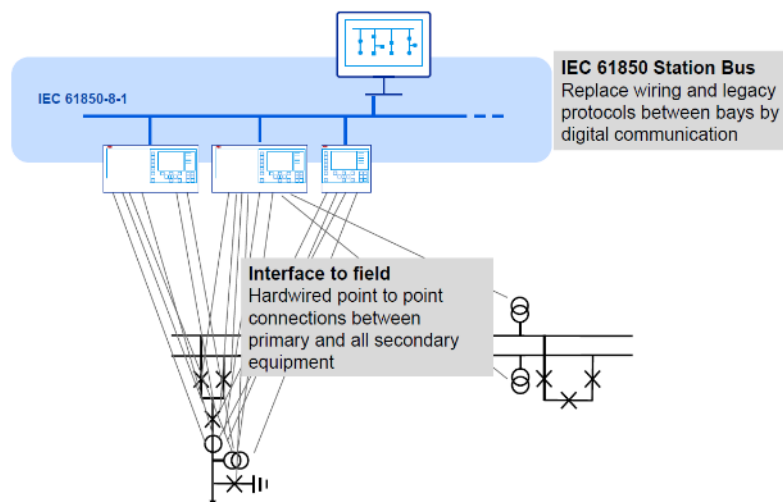 IEC 61850-8-1
IEC 61850 Station Bus
Replace wiring and legacy
protocols between bays by
digital communication
Interface to field
Hardwired point to point
connections between
primary and all secondary
equipment